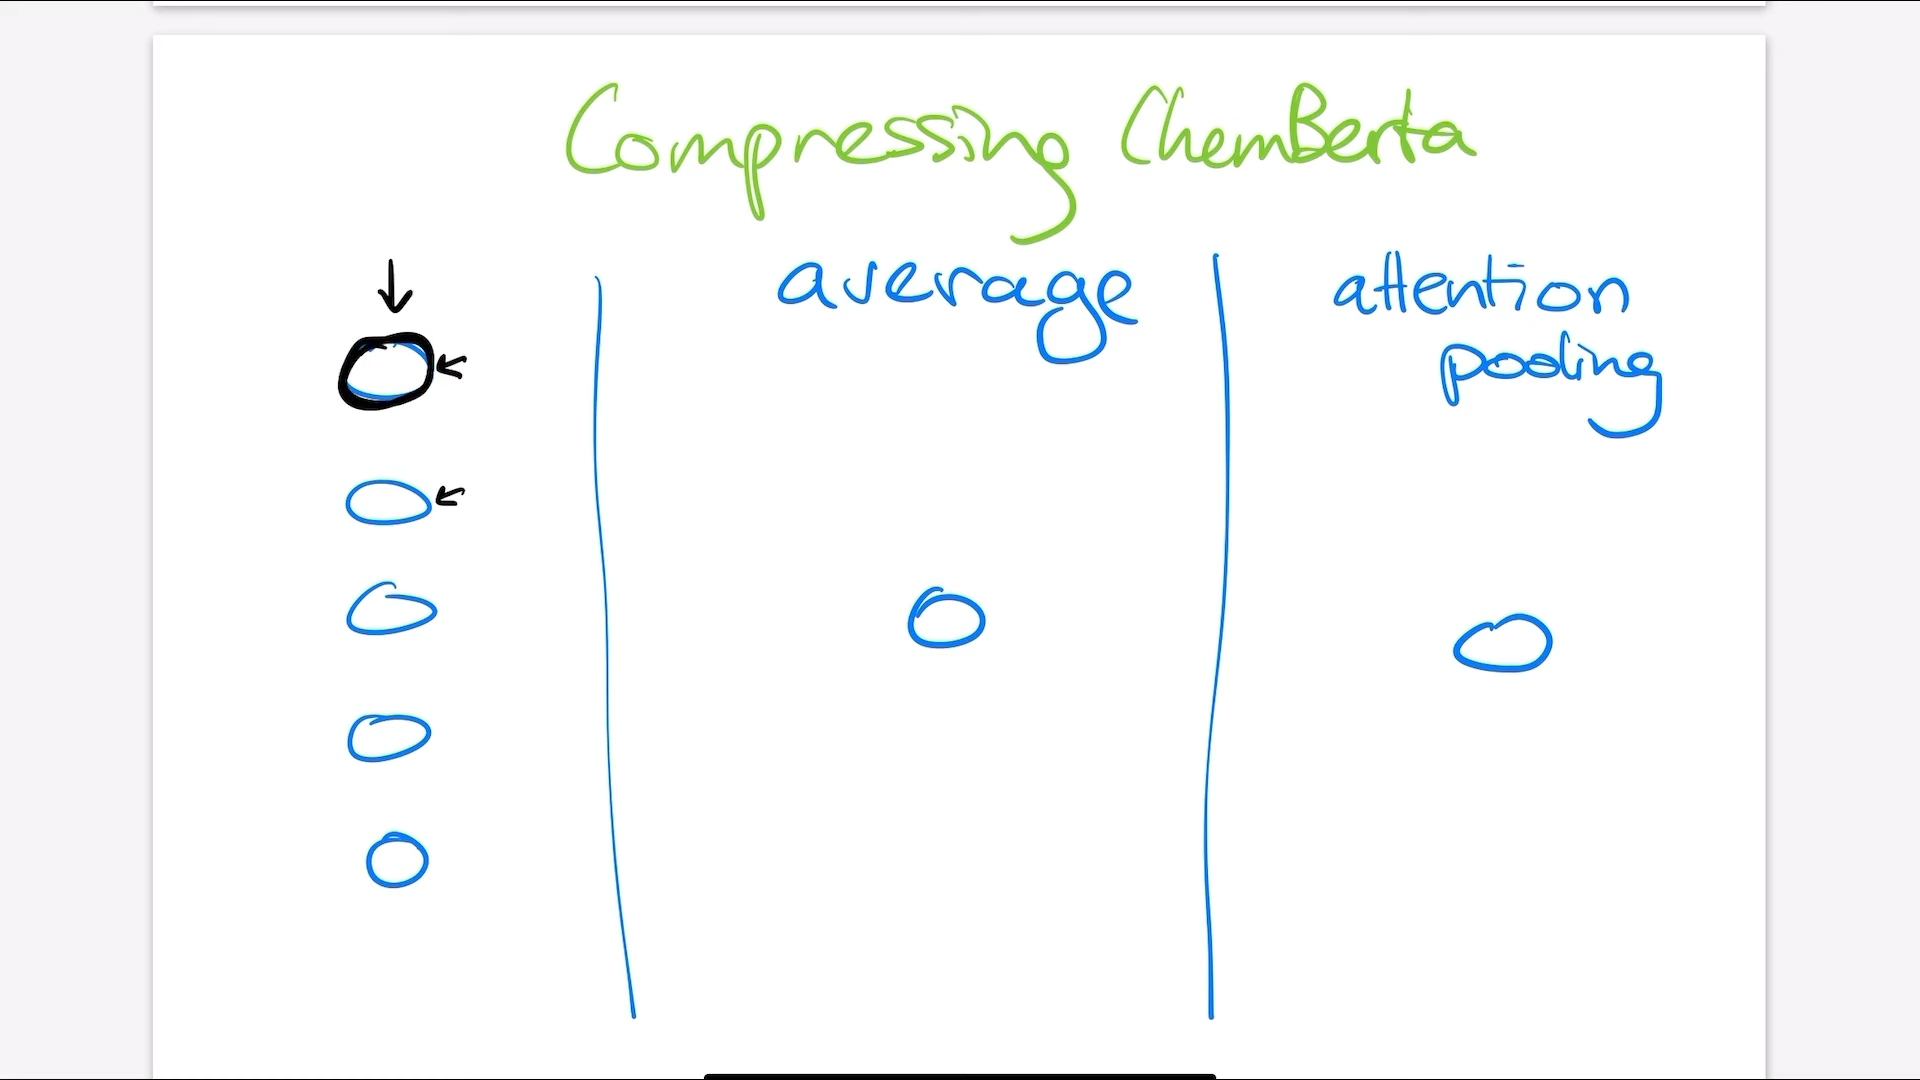 Compressing ChemBerta
average
attention
pooling